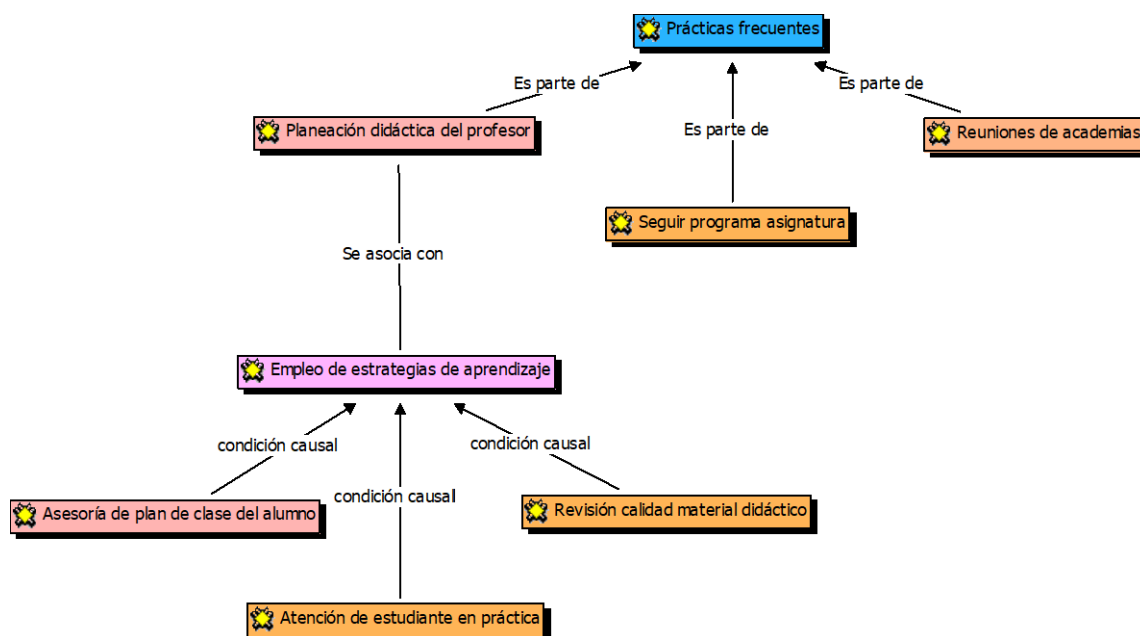 Prácticas frecuentes
Es parte de
Es parte de
Planeación didáctica del profesor
Es parte de
Reuniones de academias
Seguir programa asignatura
Se asocia con
Empleo de estrategias de aprendizaje
condición causal
condición causal
condición causal
Asesoría de plan de clase del alumno
Revisión calidad material didáctico
Atención de estudiante en práctica